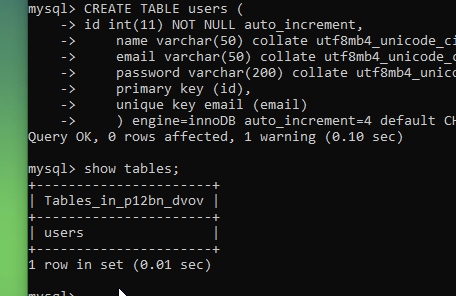 mysql> CREATE TABLE users (
-> id int(11) NOT NULL auto_increment,
-> name varchar(50) collate utf8mb4_unicode_ci
-> email varchar(50) collate utf8mb4_unicode_c
-> password varchar(200) collate utf8mb4_unico
-> primary key (id),
-> unique key email (email)
-> ) engine=innoDB auto_increment=4 default CH
Query OK, 0 rows affected, 1 warning (0.10 sec)
mysql> show tables;
+----------------------+
| Tables_in_p12bn_dvov |
+----------------------+
| users |
+----------------------+
1 row in set (0.01 sec)
mysql>